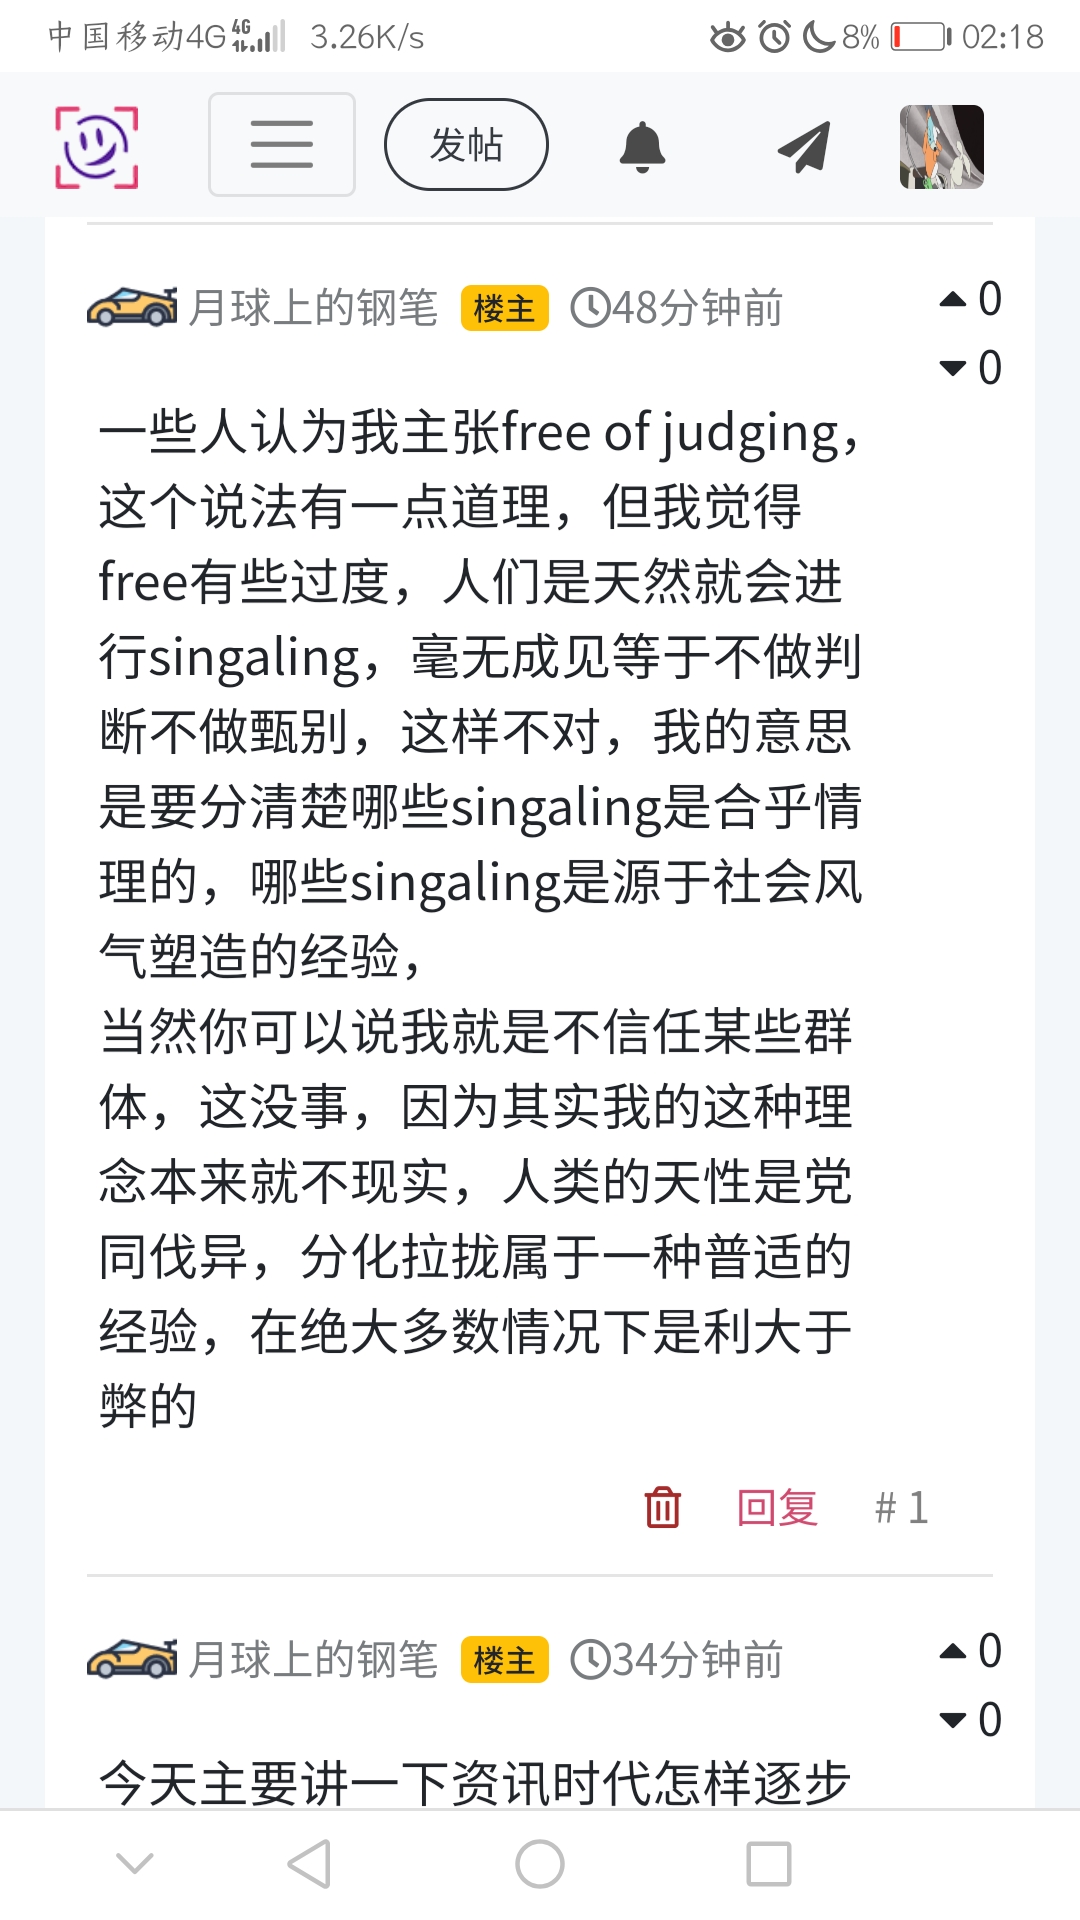 中国移动4G 4G 3.26K/s 8% 02:18
发帖
月球上的钢笔 楼主 48分钟前 0
0
一些人认为我主张free of judging，
这个说法有一点道理，但我觉得
free有些过度，人们是天然就会进
行singaling，毫无成见等于不做判
断不做甄别，这样不对，我的意思
是要分清楚哪些singaling是合乎情
理的，哪些singaling是源于社会风
气塑造的经验，
当然你可以说我就是不信任某些群
体，这没事，因为其实我的这种理
念本来就不现实，人类的天性是党
同伐异，分化拉拢属于一种普适的
经验，在绝大多数情况下是利大于
弊的
回复 # 1
月球上的钢笔 楼主 34分钟前 0
0
今天主要讲一下资讯时代怎样逐步